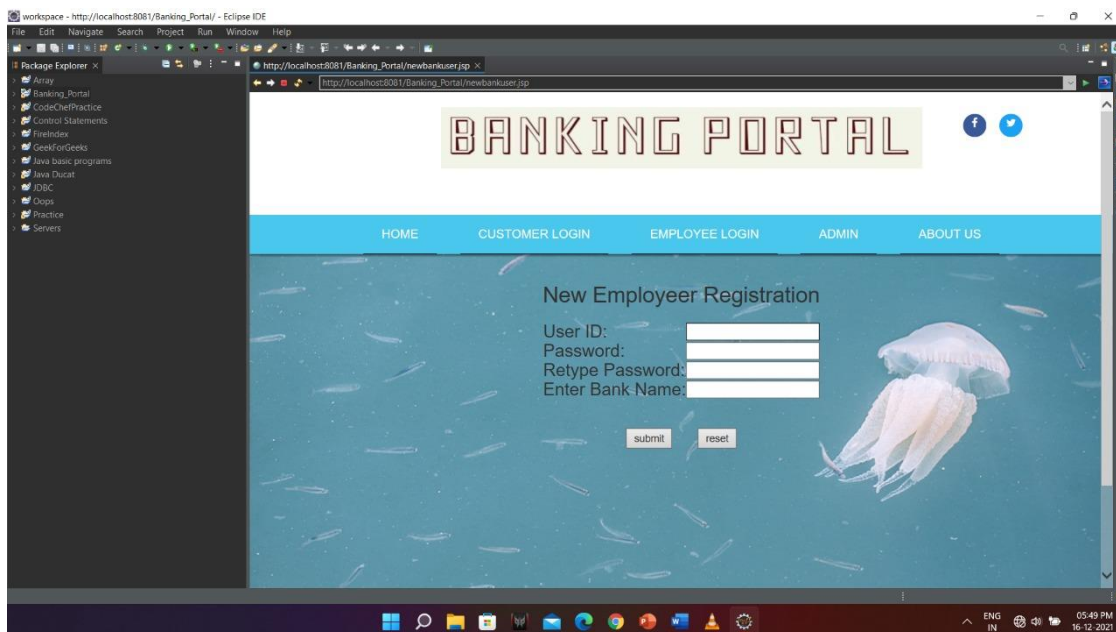 workspace - http://localhost:8081/Banking_Portal/ - Eclipse IDE
File Edit Navigate Search Project Run Window Help
Package Explorer
http://localhost:8081/Banking_Portal/newbankuser.jsp
http://localhost:8081/Banking_Portal/newbankuser.jsp
Array
Banking_Portal
CodeChefPractice
Control Statements
FireIndex
GeekForGeeks
Java basic programs
Java Ducat
JDBC
Oops
Practice
Servers
BANKING PORTAL
HOME CUSTOMER LOGIN EMPLOYEE LOGIN ADMIN ABOUT US
New Employeer Registration
User ID:
Password:
Retype Password:
Enter Bank Name:
submit reset
ENG
IN
05:49 PM
16-12-2021